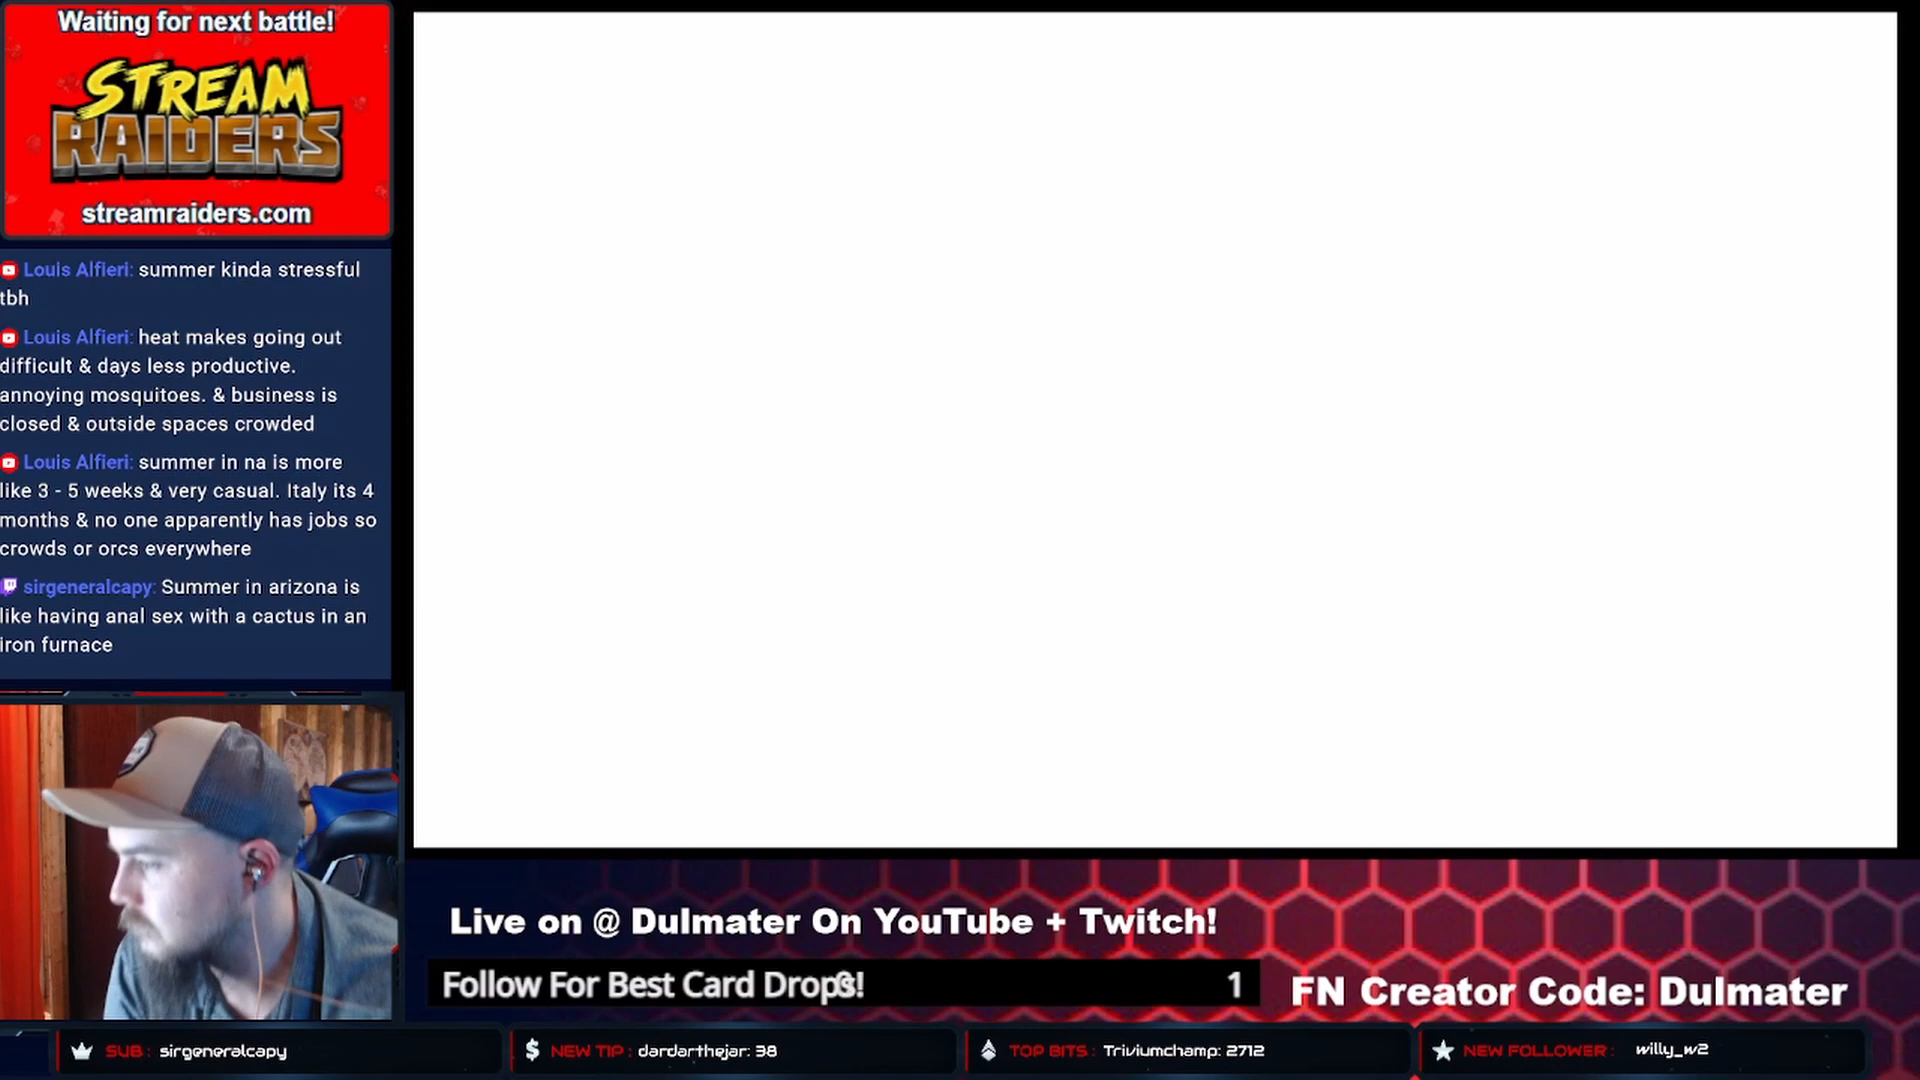 Waiting for next battle!
STREAM
RAIDERS
streamraiders.com
Louis Alfieri: summer kinda stressful
tbh
Louis Alfieri: heat makes going out
difficult & days less productive.
annoying mosquitoes. & business is
closed & outside spaces crowded
Louis Alfieri: summer in na is more
like 3 - 5 weeks & very casual. Italy its 4
months & no one apparently has jobs so
crowds or orcs everywhere
sirgeneralcapy: Summer in arizona is
like having anal sex with a cactus in an
iron furnace
Live on @ Dulmater On YouTube + Twitch!
Follow For Best Card Drops! 1
FN Creator Code: Dulmater
SUB : sirgeneralcapy
NEW TIP : dardarthejar: 38
TOP BITS : Triviumchamp: 2712
NEW FOLLOWER : willy_w2